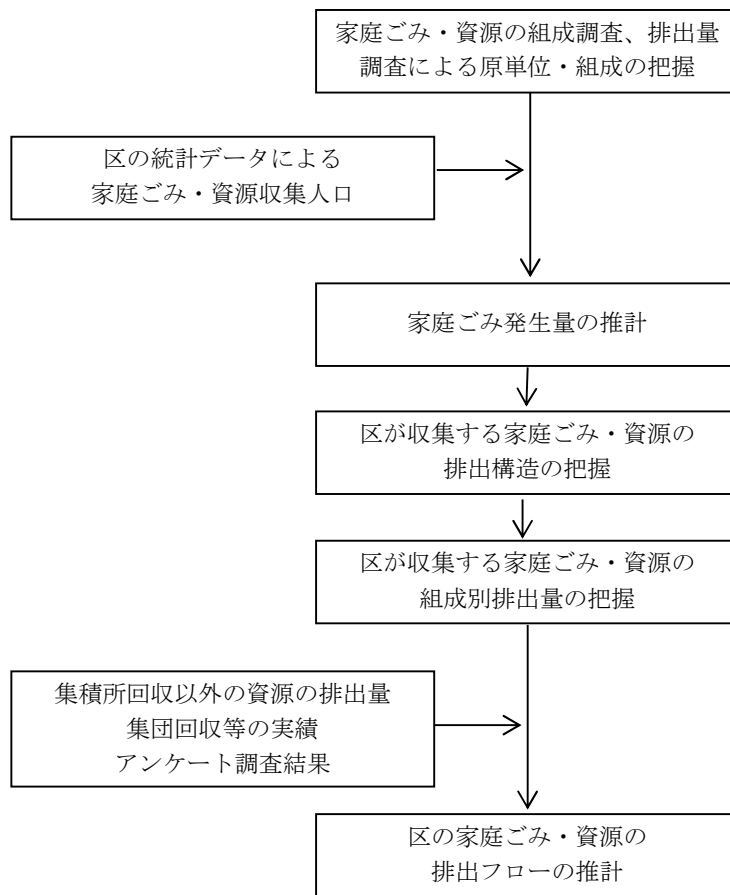 家庭ごみ・資源の組成調査、排出量
調査による原単位・組成の把握
区の統計データによる
家庭ごみ・資源収集人口
家庭ごみ発生量の推計
区が収集する家庭ごみ・資源の
排出構造の把握
区が収集する家庭ごみ・資源の
組成別排出量の把握
集積所回収以外の資源の排出量
集団回収等の実績
アンケート調査結果
区の家庭ごみ・資源の
排出フローの推計